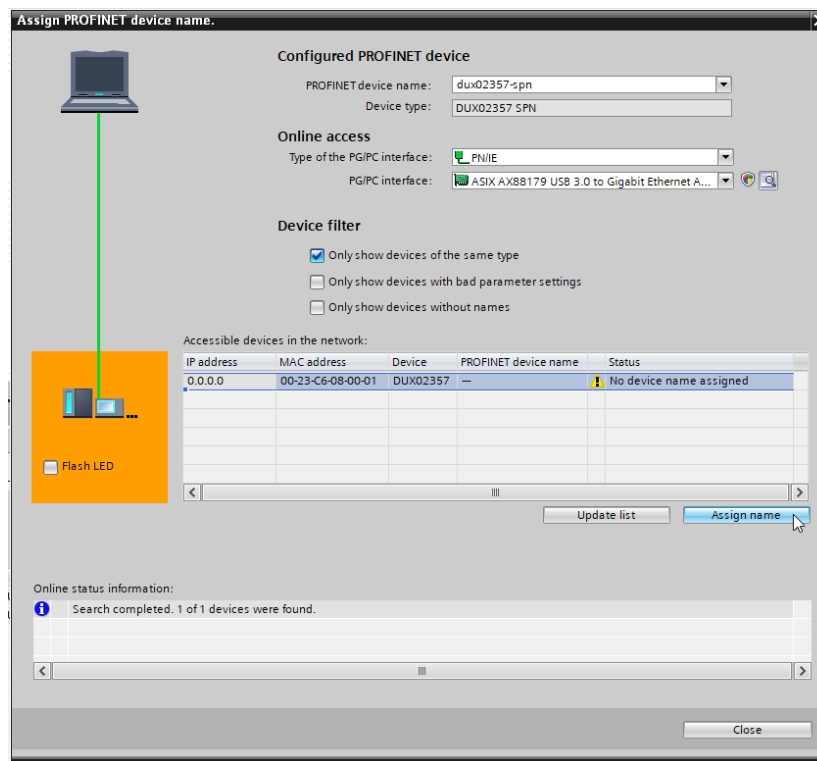 Assign PROFINET device name.
Configured PROFINET device
PROFINET device name: dux02357-spn
Device type: DUX02357 SPN
Online access
Type of the PG/PC interface: PN/IE
PG/PC interface: ASIX AX88179 USB 3.0 to Gigabit Ethernet A...
Device filter
Only show devices of the same type
Only show devices with bad parameter settings
Only show devices without names
Accessible devices in the network:
IP address MAC address Device PROFINET device name Status
0.0.0.0 00-23-C6-08-00-01 DUX02357 — No device name assigned
Flash LED
Update list Assign name
Online status information:
Search completed. 1 of 1 devices were found.
Close